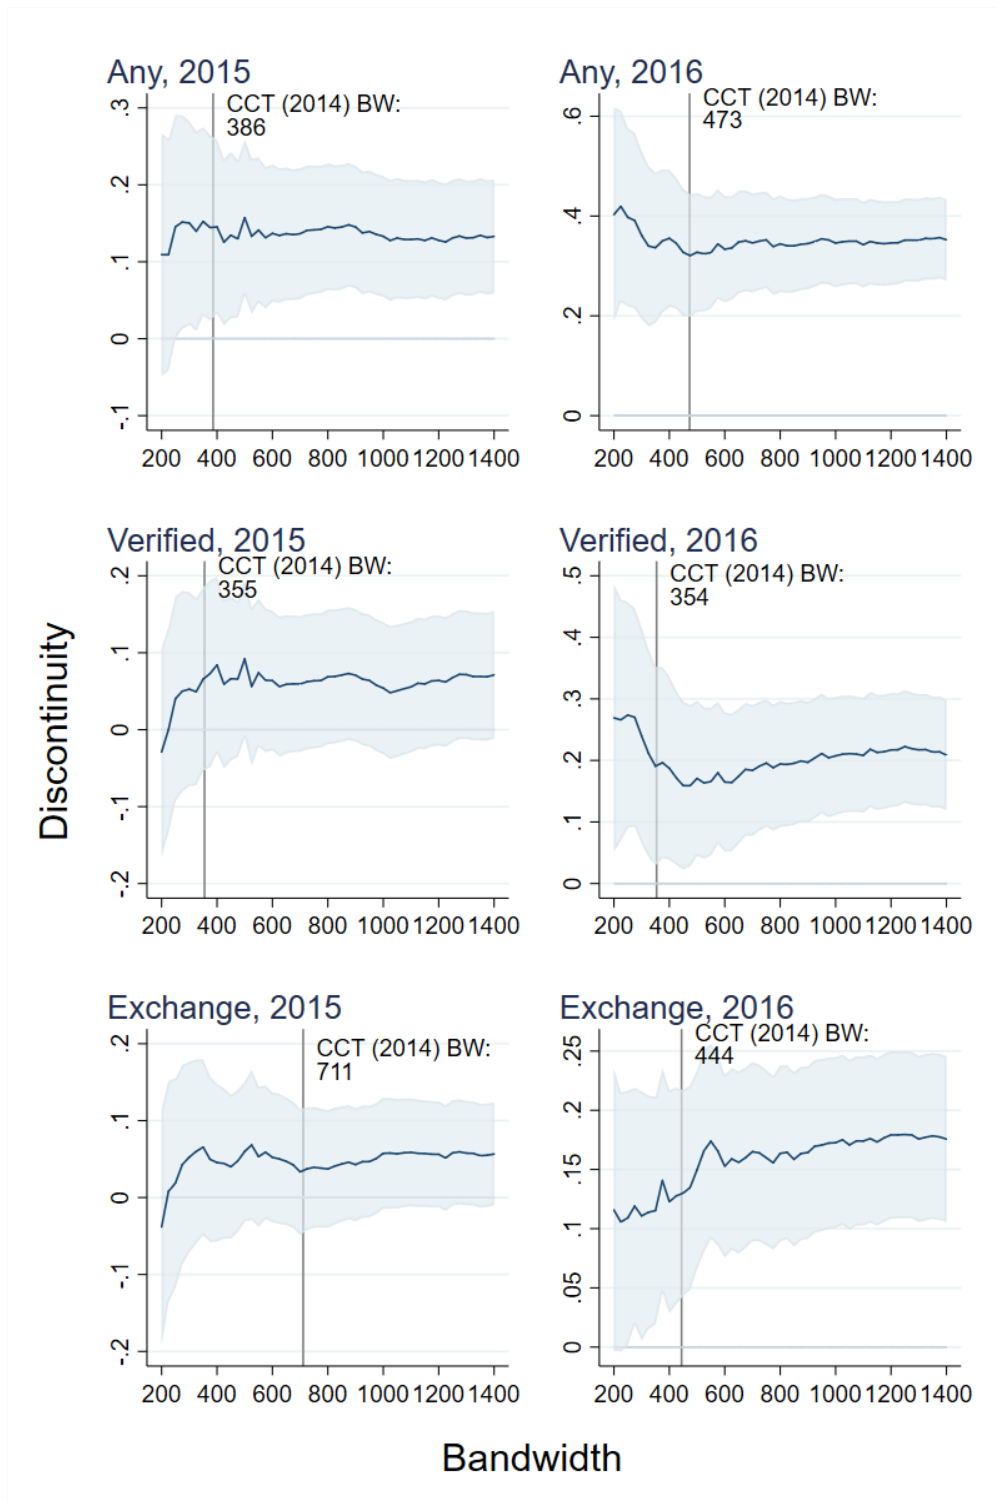 Any, 2015
CCT (2014) BW:
386
.3
.2
.1
0
-.1
200 400 600 800 1000 1200 1400
Any, 2016
CCT (2014) BW:
473
.6
.4
.2
0
200 400 600 800 1000 1200 1400
Verified, 2015
CCT (2014) BW:
355
.2
.1
0
-.1
-.2
200 400 600 800 1000 1200 1400
Verified, 2016
CCT (2014) BW:
354
.5
.4
.3
.2
.1
0
200 400 600 800 1000 1200 1400
Discontinuity
Exchange, 2015
CCT (2014) BW:
711
.2
.1
0
-.1
-.2
200 400 600 800 1000 1200 1400
Exchange, 2016
CCT (2014) BW:
444
.25
.2
.15
.1
.05
0
200 400 600 800 1000 1200 1400
Bandwidth